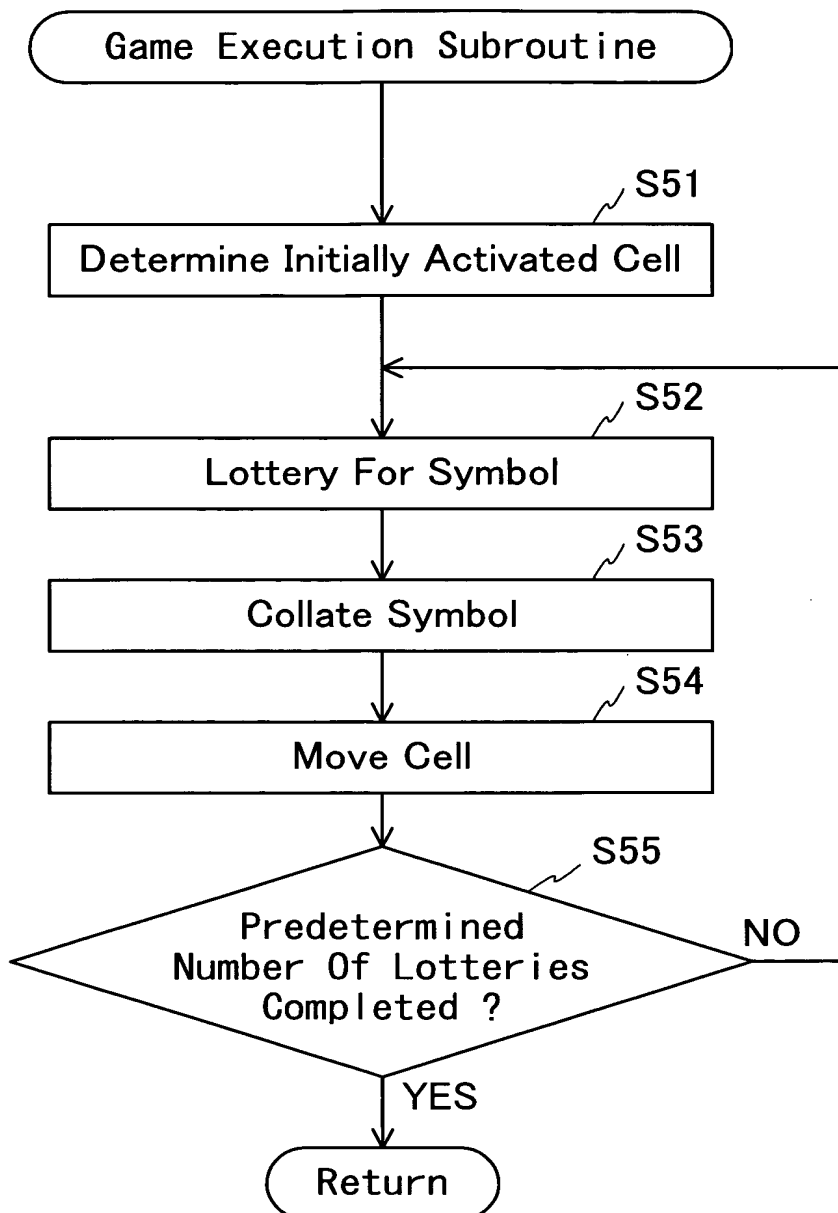 Game Execution Subroutine
S51
Determine Initially Activated Cell
S52
Lottery For Symbol
S53
Collate Symbol
S54
Move Cell
S55
Predetermined
Number Of Lotteries
Completed ?
NO
YES
Return